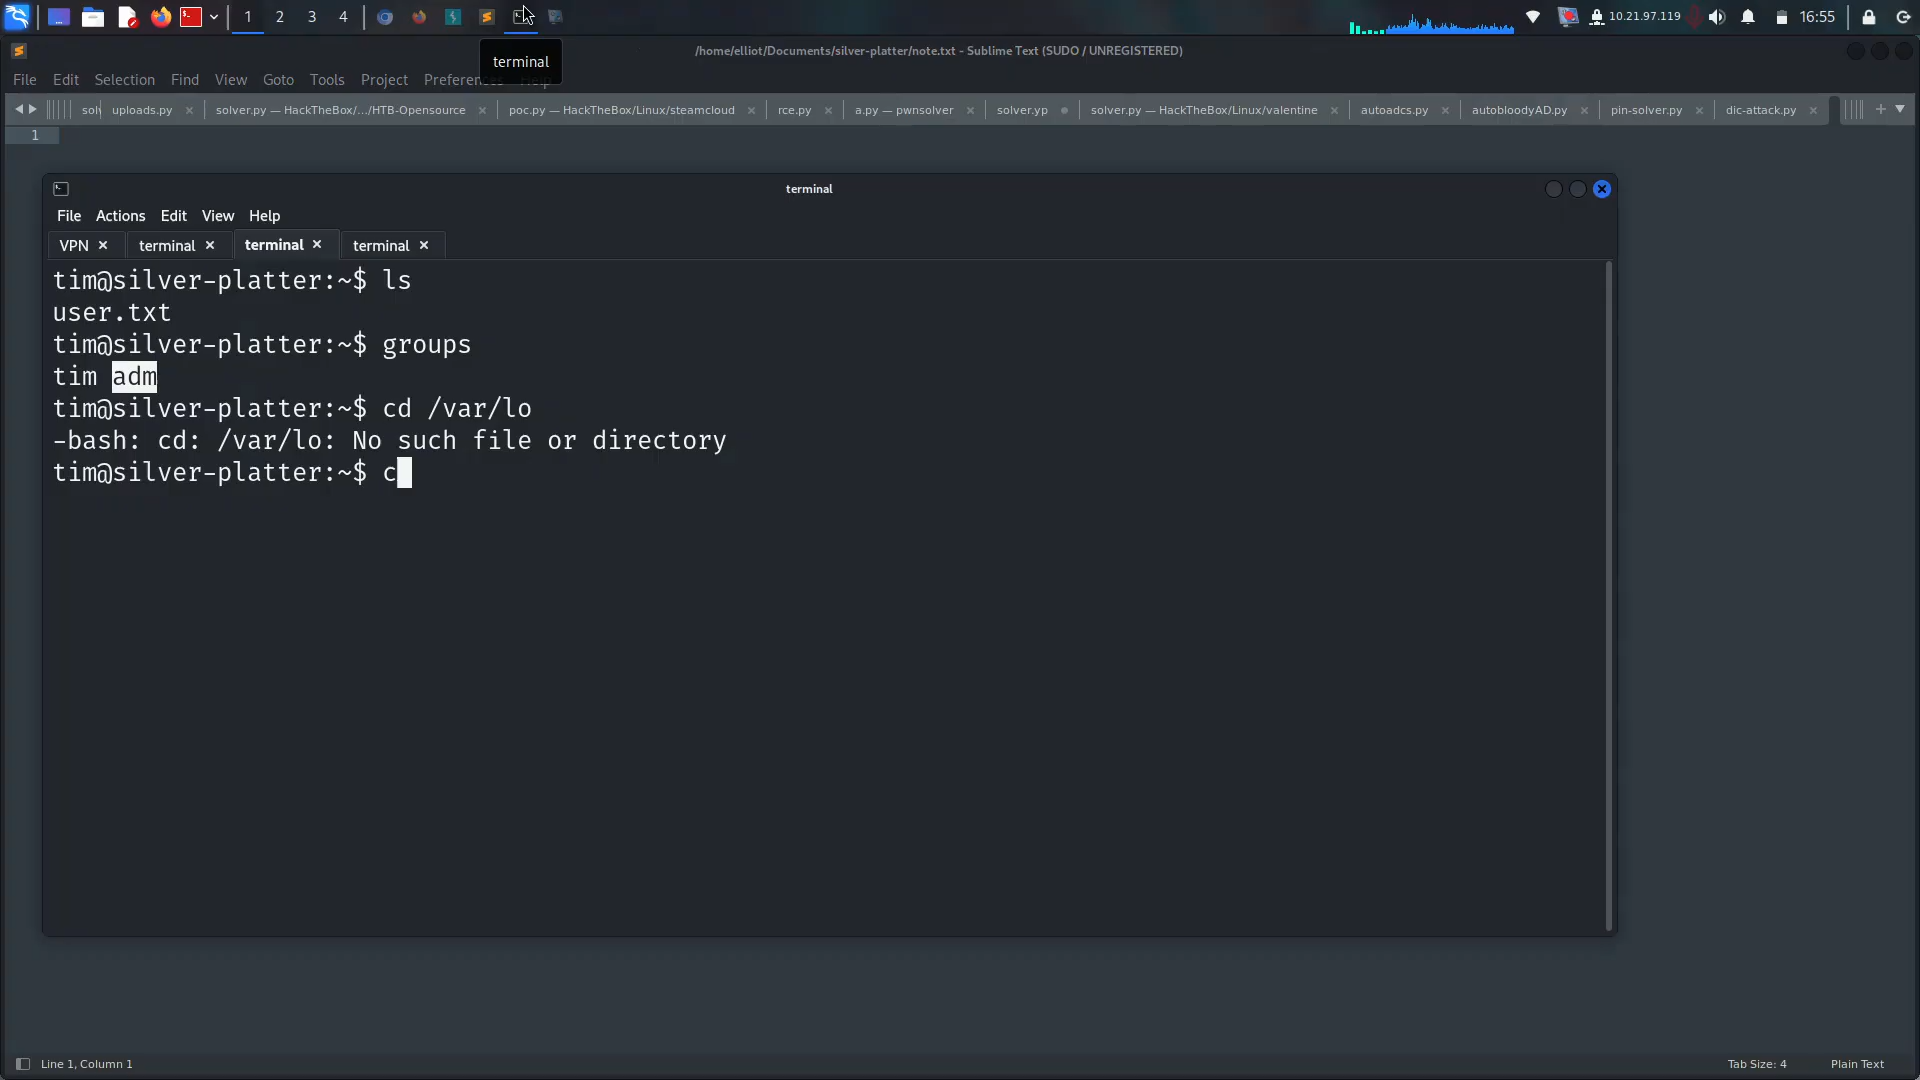 1 2 3 4 10.21.97.119 16:55
/home/elliot/Documents/silver-platter/note.txt - Sublime Text (SUDO / UNREGISTERED)
terminal
File Edit Selection Find View Goto Tools Project Preferences Help
solv uploads.py solver.py — HackTheBox/.../HTB-Opensource poc.py — HackTheBox/Linux/steamcloud rce.py a.py — pwnsolver solver.yp solver.py — HackTheBox/Linux/valentine autoadcs.py autobloodyAD.py pin-solver.py dic-attack.py
1
terminal
File Actions Edit View Help
VPN terminal terminal terminal
tim@silver-platter:~$ ls
user.txt
tim@silver-platter:~$ groups
tim adm
tim@silver-platter:~$ cd /var/lo
-bash: cd: /var/lo: No such file or directory
tim@silver-platter:~$ c
Line 1, Column 1 Tab Size: 4 Plain Text